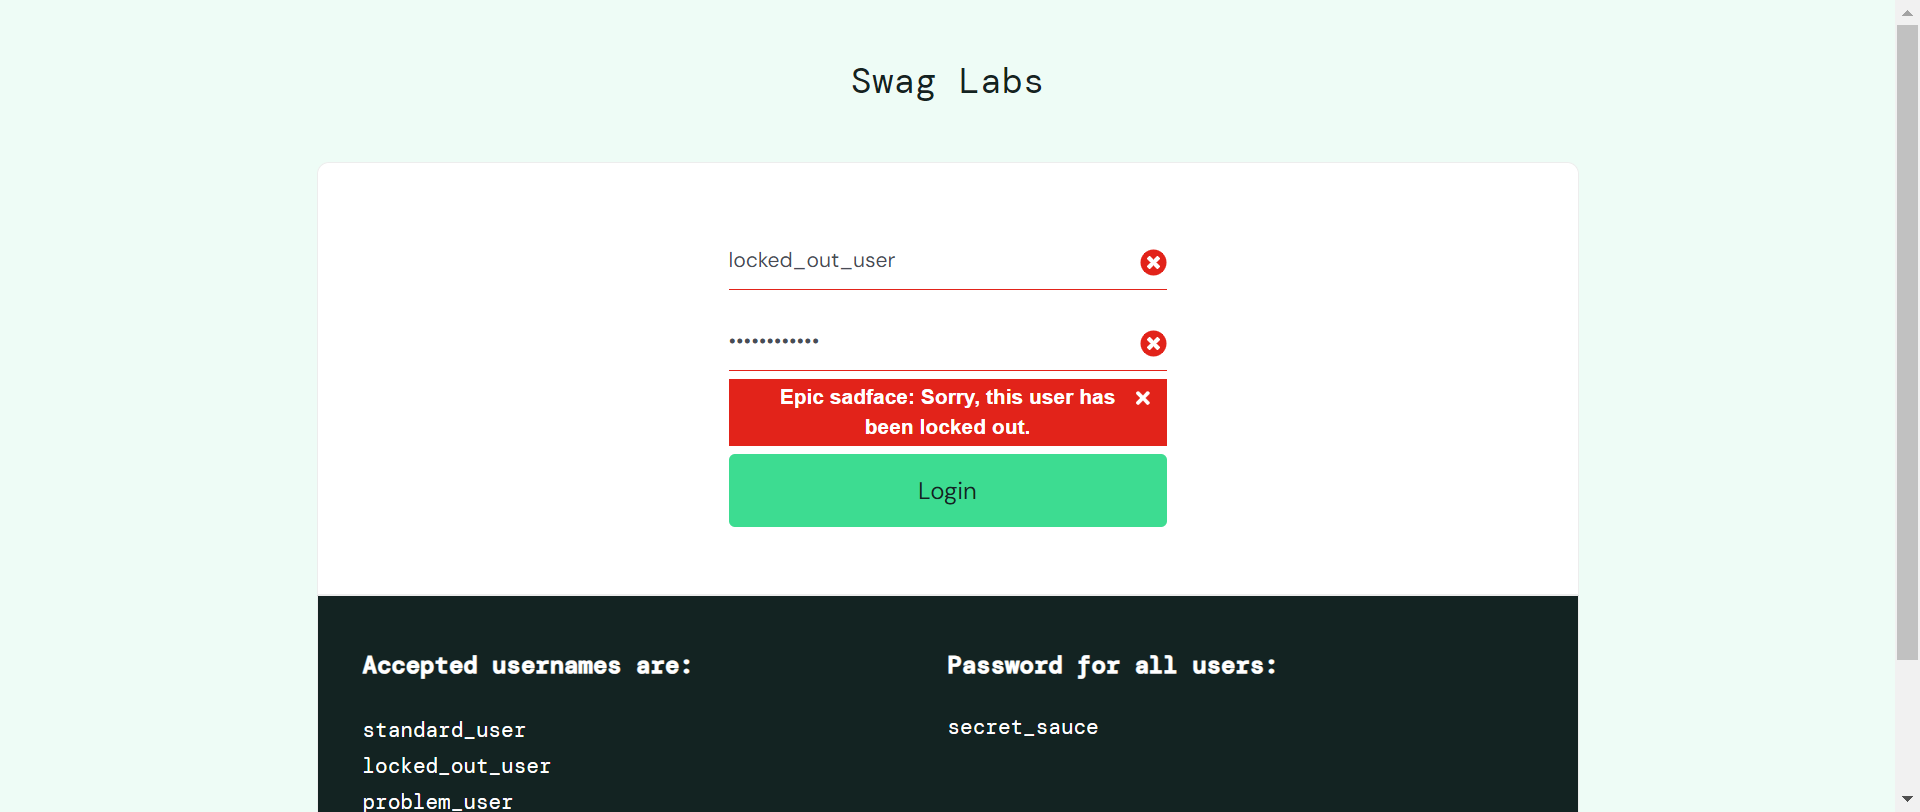 Swag Labs
locked_out_user
••••••••••••
Epic sadface: Sorry, this user has
been locked out.
Login
Accepted usernames are:
standard_user
locked_out_user
problem_user
Password for all users:
secret_sauce